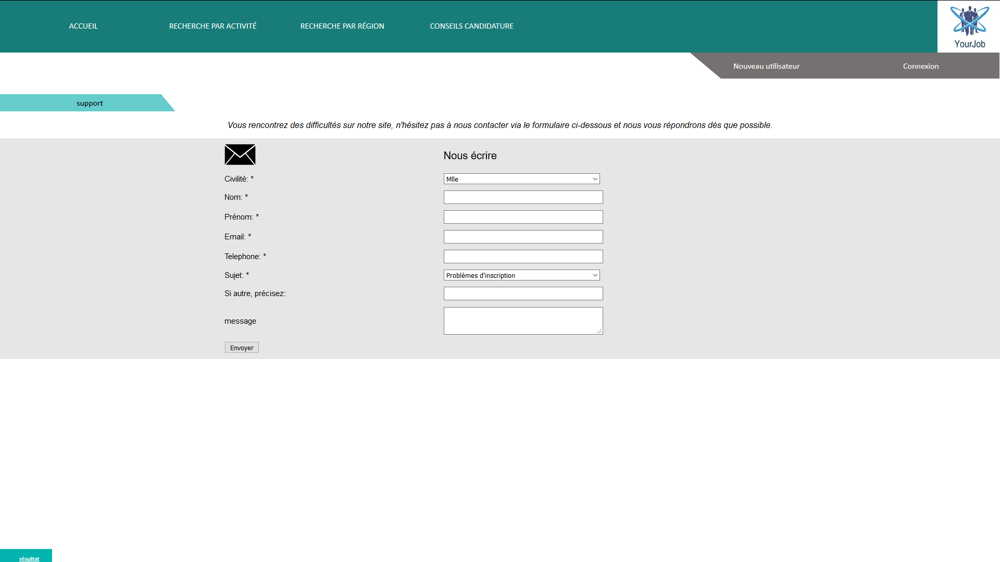 ACCUEIL RECHERCHE PAR ACTIVITÉ RECHERCHE PAR RÉGION CONSEILS CANDIDATURE
YourJob
Nouveau utilisateur Connexion
support
Vous rencontrez des difficultés sur notre site, n'hésitez pas à nous contacter via le formulaire ci-dessous et nous vous répondrons dès que possible.
Nous écrire
Civilité: * Mlle
Nom: *
Prénom: *
Email: *
Telephone: *
Sujet: * Problèmes d'inscription
Si autre, précisez:
message
Envoyer
résultat